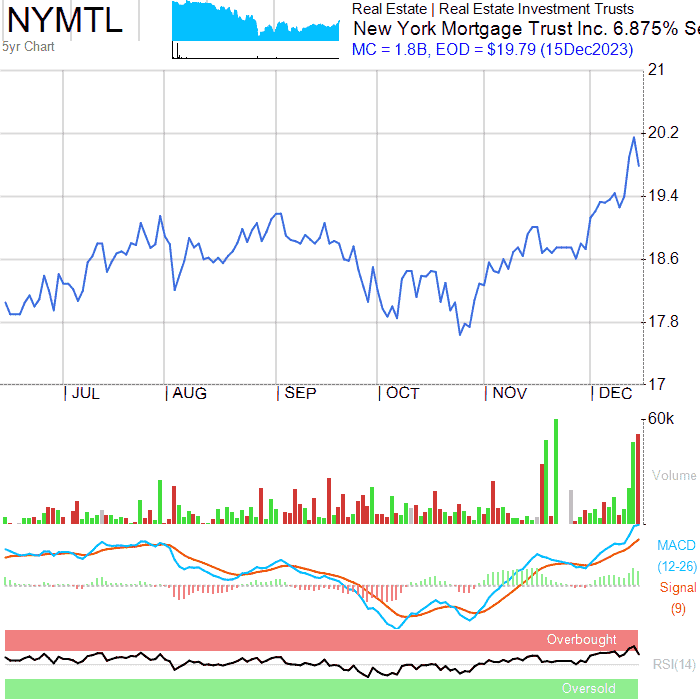 NYMTL
5yr Chart
Real Estate | Real Estate Investment Trusts
New York Mortgage Trust Inc. 6.875% Se
MC = 1.8B, EOD = $19.79 (15Dec2023)
21
20.2
19.4
18.6
17.8
17
JUL AUG SEP OCT NOV DEC
60k
Volume
MACD
(12-26)
Signal
(9)
Overbought
RSI(14)
Oversold